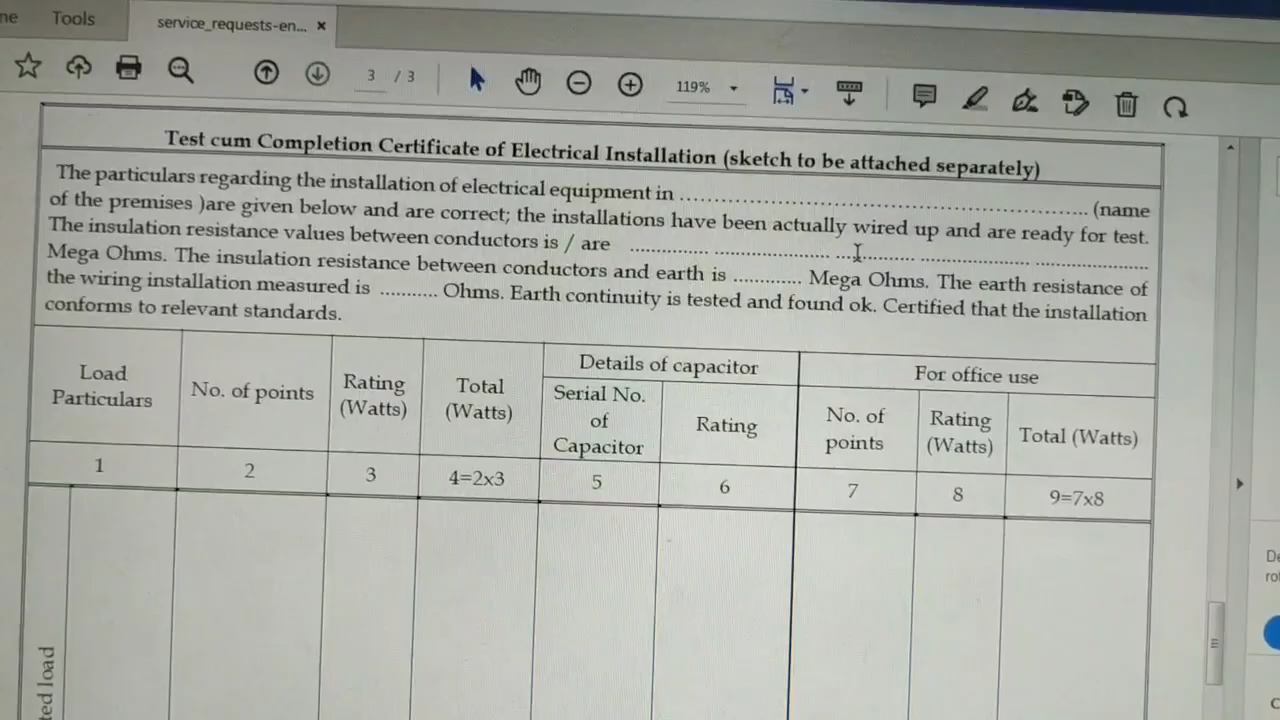 Tools
service_requests-en... ×
3 / 3
119%
Test cum Completion Certificate of Electrical Installation (sketch to be attached separately)
The particulars regarding the installation of electrical equipment in .................................................................... (name
of the premises )are given below and are correct; the installations have been actually wired up and are ready for test.
The insulation resistance values between conductors is / are .................. ........................... .................. ......................... ..........................
Mega Ohms. The insulation resistance between conductors and earth is ............. Mega Ohms. The earth resistance of
the wiring installation measured is ........... Ohms. Earth continuity is tested and found ok. Certified that the installation
conforms to relevant standards.
Load Particulars
No. of points
Rating (Watts)
Total (Watts)
Details of capacitor
Serial No. of Capacitor
Rating
For office use
No. of points
Rating (Watts)
Total (Watts)
1 2 3 4=2x3 5 6 7 8 9=7x8
ted load